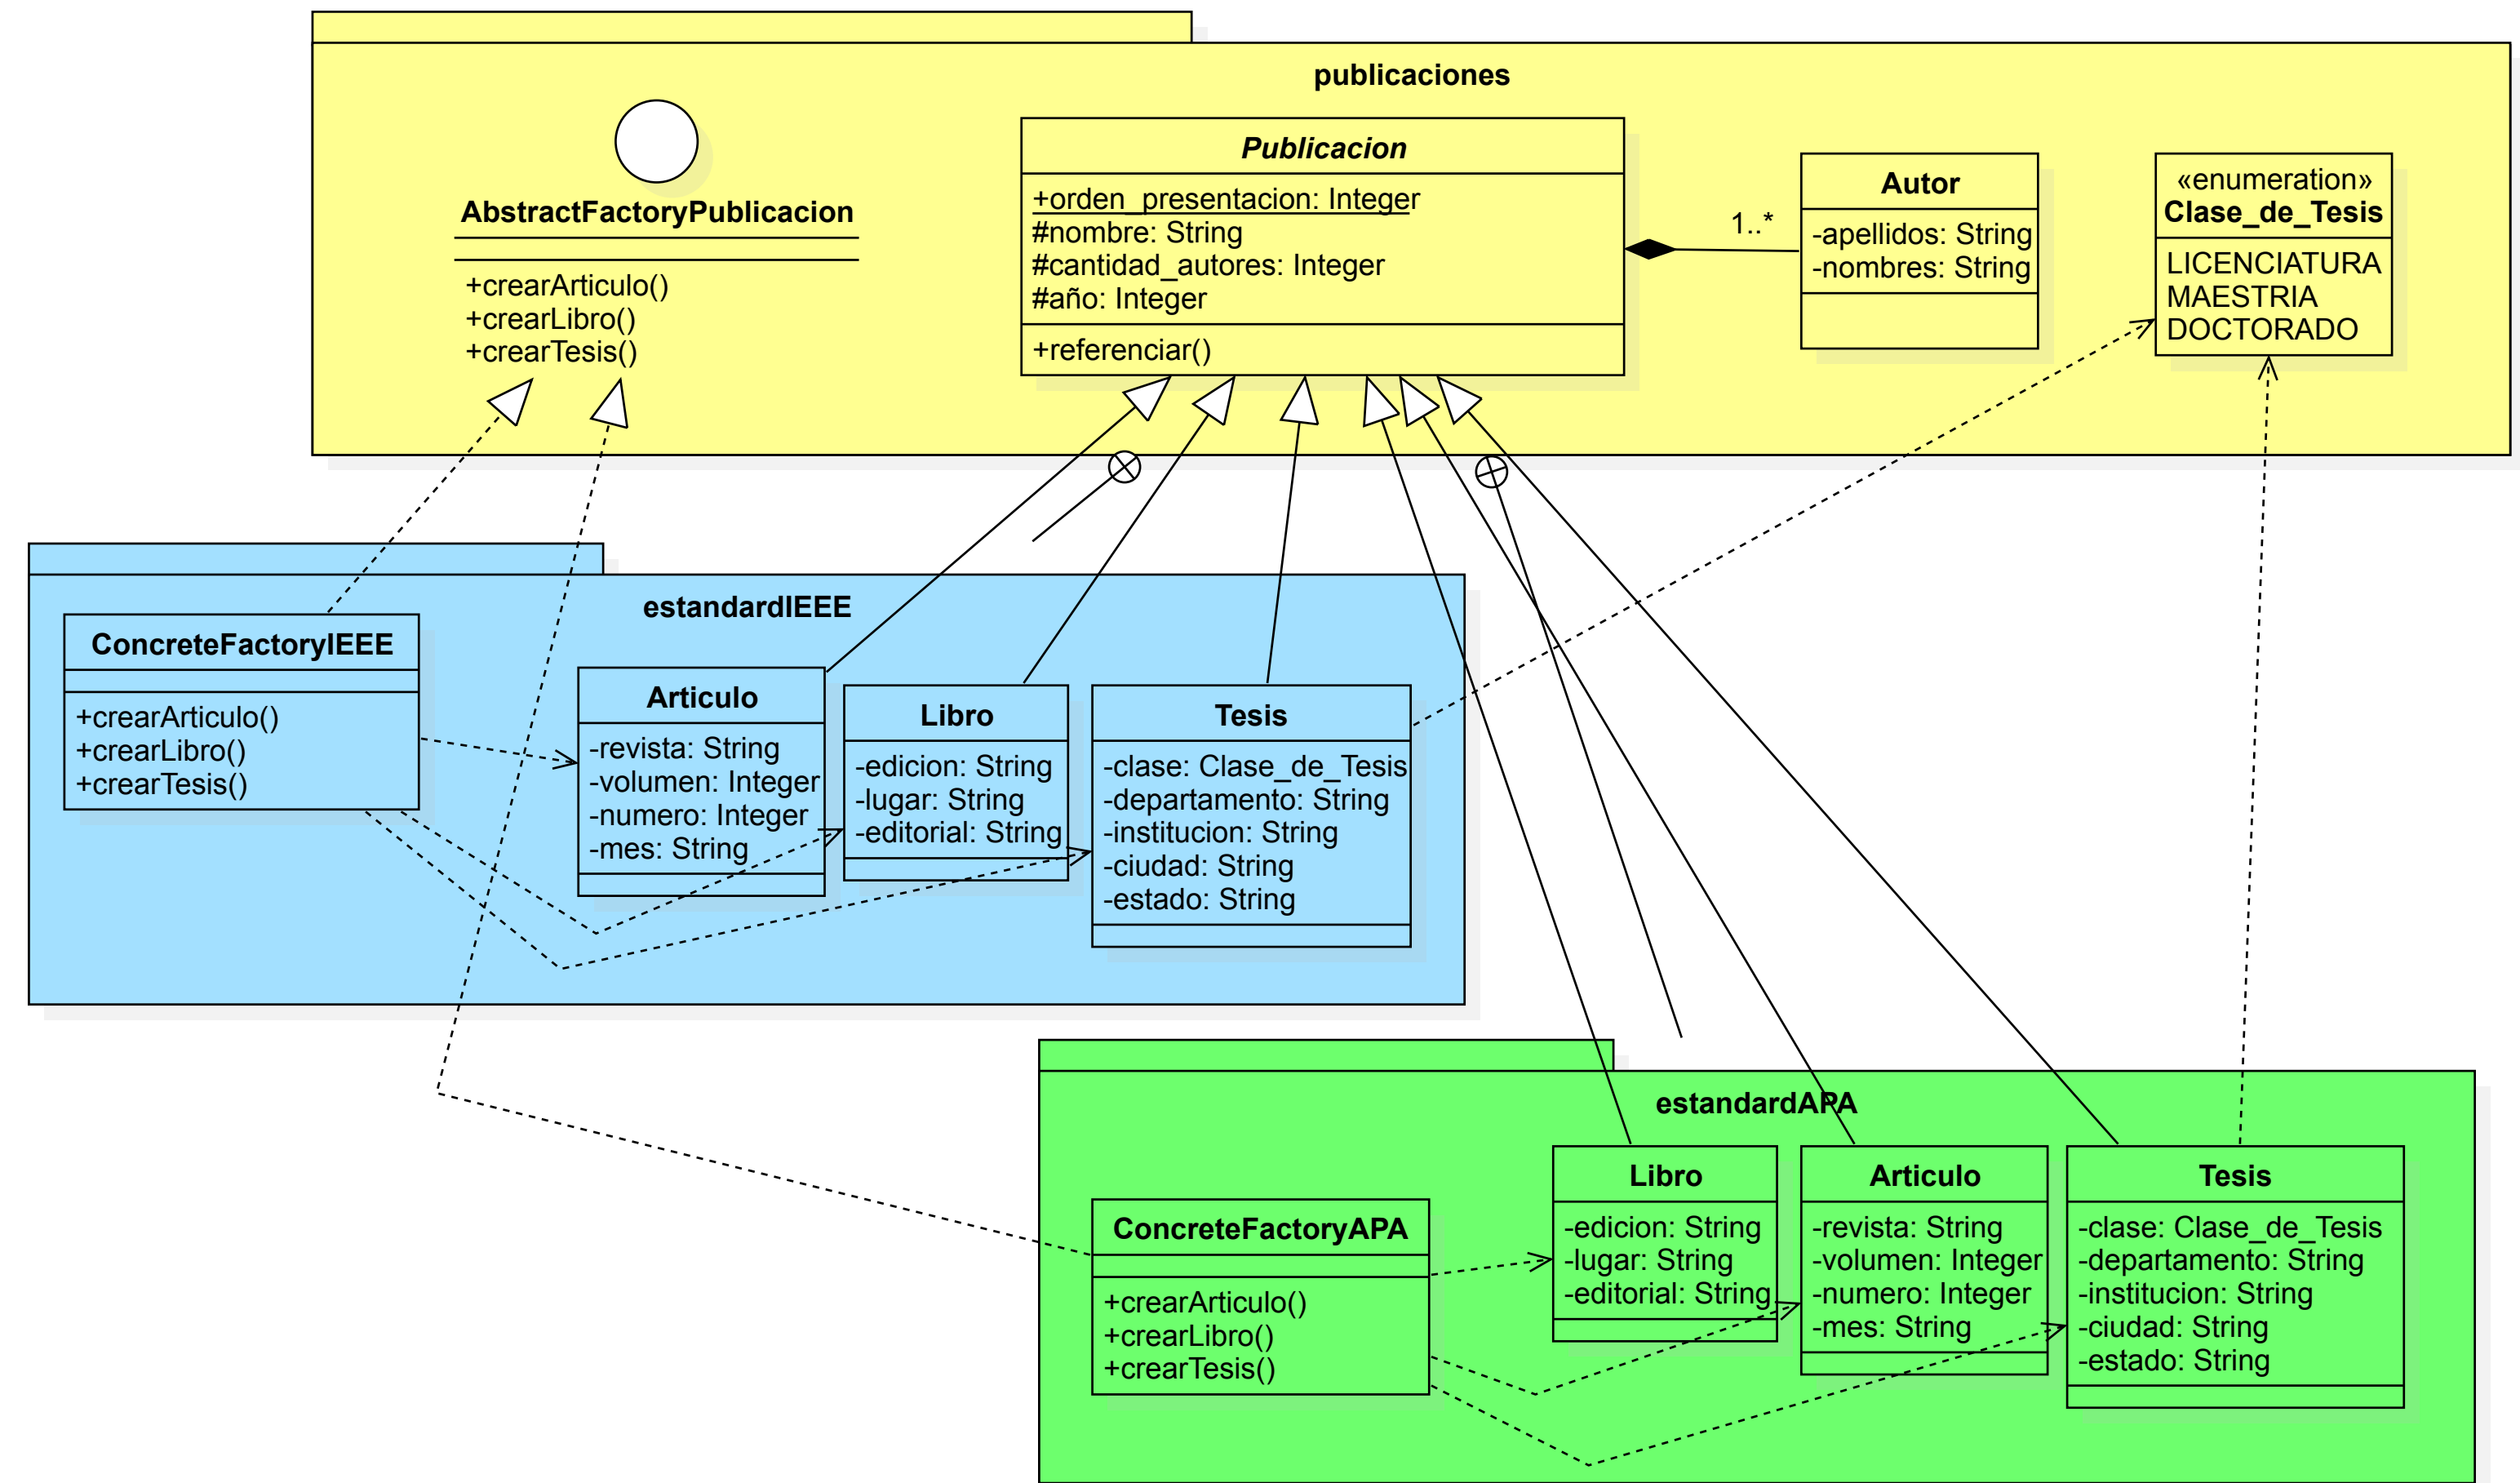 publicaciones
AbstractFactoryPublicacion
+crearArticulo()
+crearLibro()
+crearTesis()
Publicacion
+orden_presentacion: Integer
#nombre: String
#cantidad_autores: Integer
#año: Integer
+referenciar()
1..*
Autor
-apellidos: String
-nombres: String
«enumeration»
Clase_de_Tesis
LICENCIATURA
MAESTRIA
DOCTORADO
estandardIEEE
ConcreteFactoryIEEE
+crearArticulo()
+crearLibro()
+crearTesis()
Articulo
-revista: String
-volumen: Integer
-numero: Integer
-mes: String
Libro
-edicion: String
-lugar: String
-editorial: String
Tesis
-clase: Clase_de_Tesis
-departamento: String
-institucion: String
-ciudad: String
-estado: String
estandardAPA
ConcreteFactoryAPA
+crearArticulo()
+crearLibro()
+crearTesis()
Libro
-edicion: String
-lugar: String
-editorial: String
Articulo
-revista: String
-volumen: Integer
-numero: Integer
-mes: String
Tesis
-clase: Clase_de_Tesis
-departamento: String
-institucion: String
-ciudad: String
-estado: String